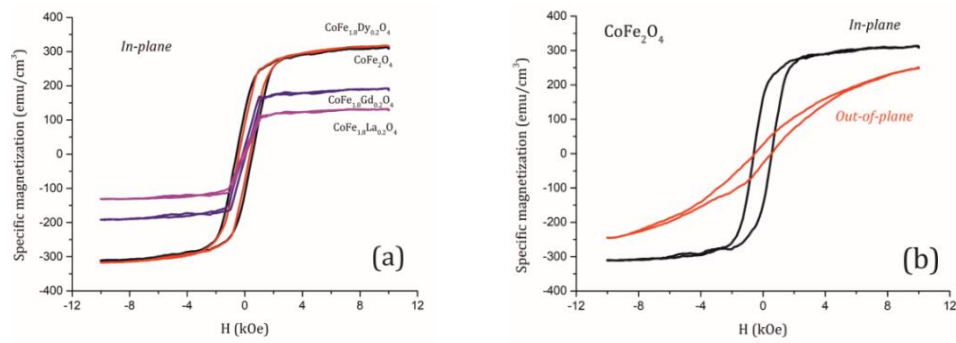 400
300
200
100
0
-100
-200
-300
-400
Specific magnetization (emu/cm³)
In-plane
CoFe₁.₈Dy₀.₂O₄
CoFe₂O₄
CoFe₁.₈Gd₀.₂O₄
CoFe₁.₈La₀.₂O₄
(a)
-12 -8 -4 0 4 8 12
H (kOe)
400
300
200
100
0
-100
-200
-300
-400
Specific magnetization (emu/cm³)
CoFe₂O₄
In-plane
Out-of-plane
(b)
-12 -8 -4 0 4 8 12
H (kOe)